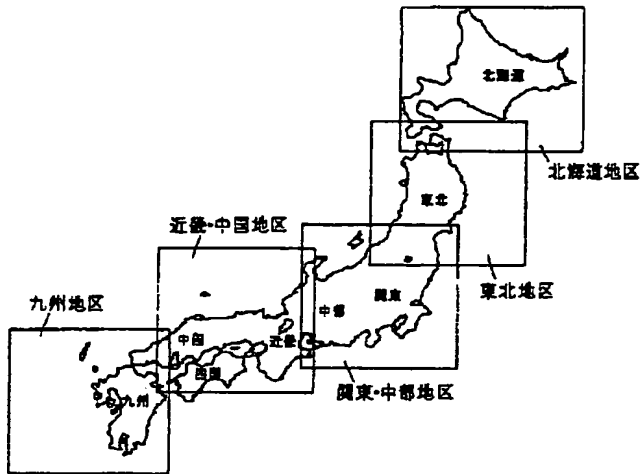 北海道
北海道地区
東北
近畿・中国地区
東北地区
関東
中部
九州地区
中国
近畿
四国
関東・中部地区
九州